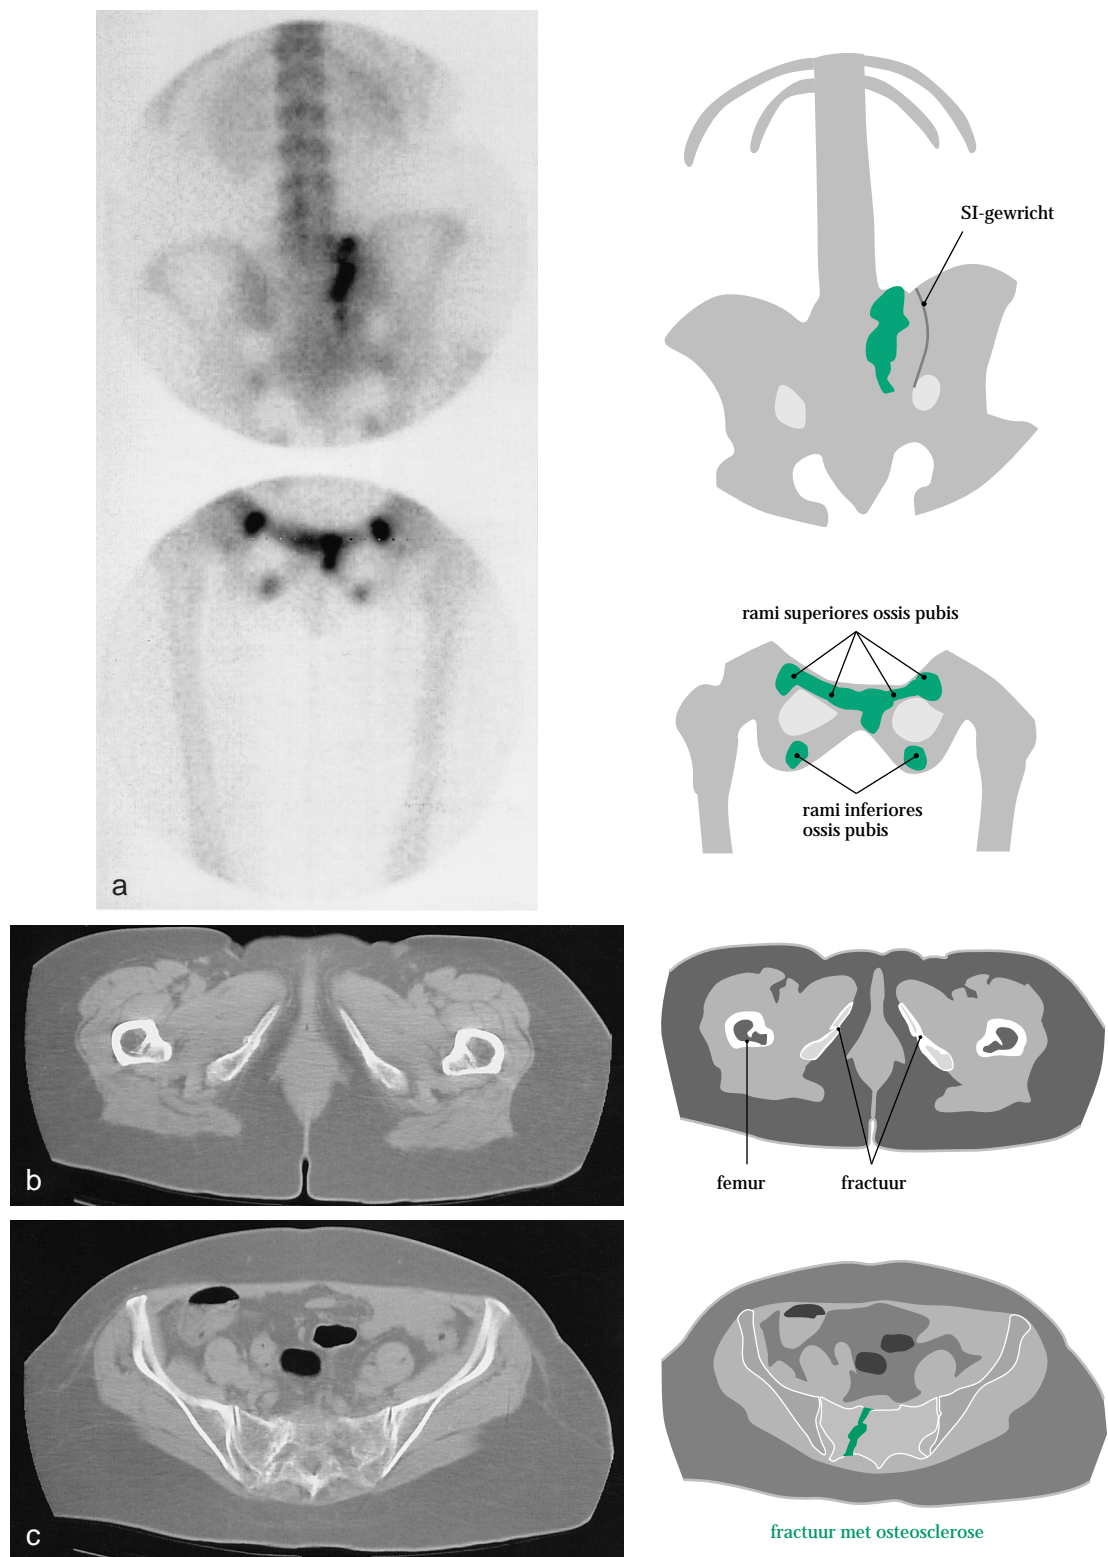 SI-gewricht
rami superiores ossis pubis
rami inferiores
ossis pubis
a
b
femur
fractuur
c
fractuur met osteosclerose